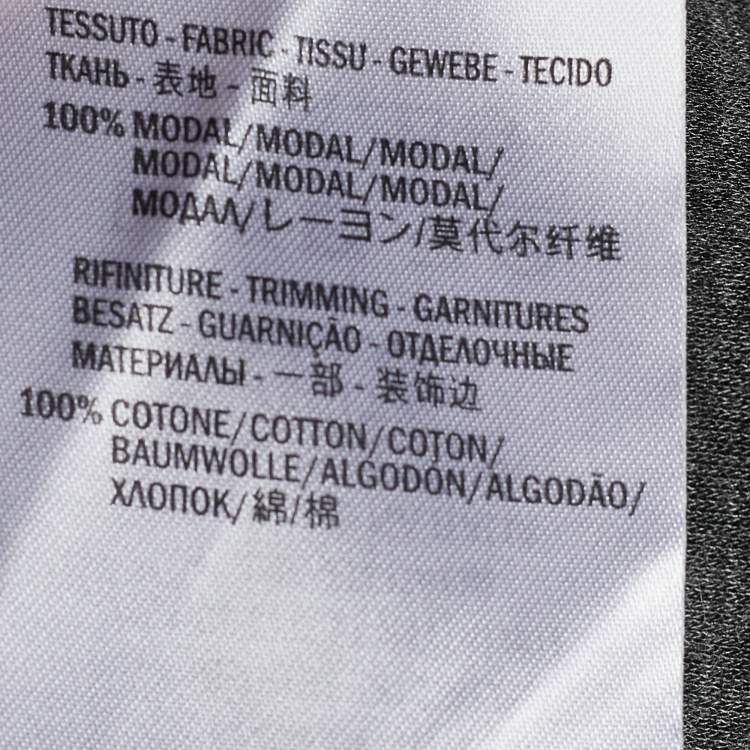 TESSUTO - FABRIC - TISSU - GEWEBE - TECIDO
ТКАНЬ - 表地 - 面料
100% MODAL/MODAL/MODAL/
MODAL/MODAL/MODAL/
МОДАЛ/レーヨン/莫代尔纤维
RIFINITURE - TRIMMING - GARNITURES
BESATZ - GUARNIÇÃO - ОТДЕЛОЧНЫЕ
МАТЕРИАЛЫ - 一部 - 装饰边
100% COTONE/COTTON/COTON/
BAUMWOLLE/ALGODÓN/ALGODÃO/
ХЛОПОК/綿/棉